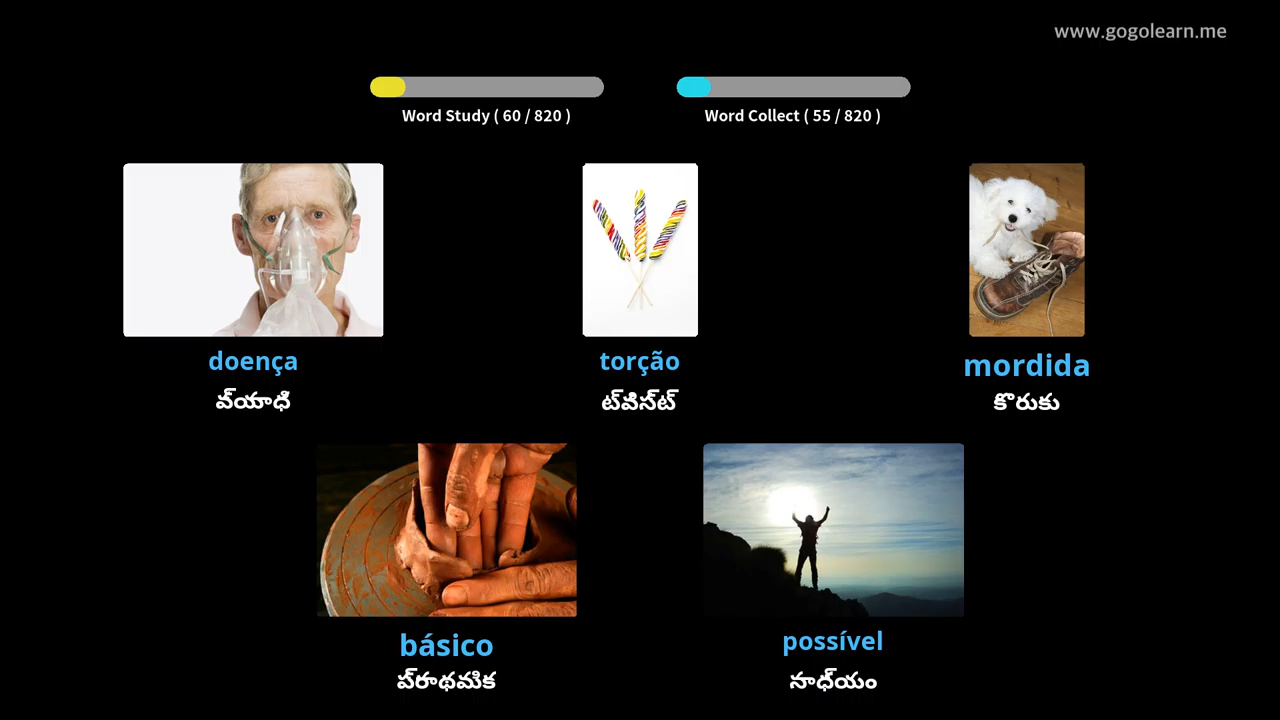 www.gogolearn.me
Word Study ( 60 / 820 )
Word Collect ( 55 / 820 )
doença
torção
mordida
వ్యాధి
ట్విస్ట్
కొరుకు
básico
possível
ప్రాథమిక
సాధ్యం